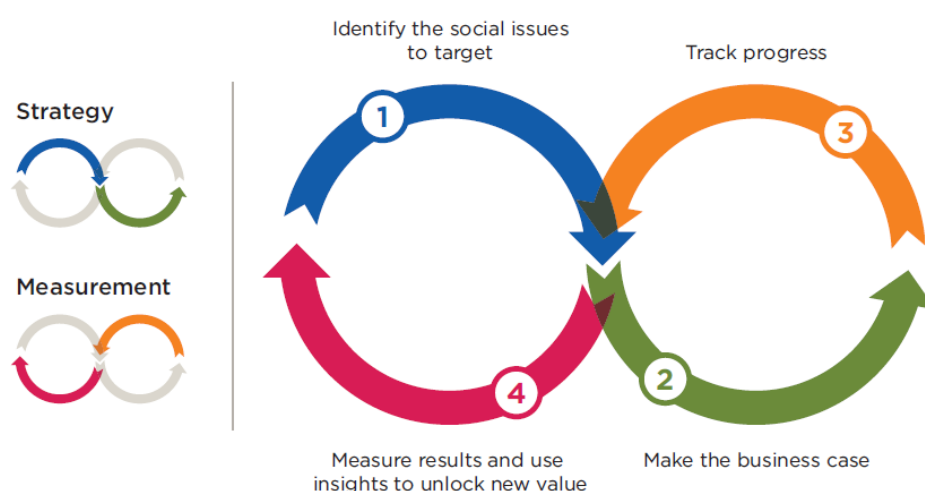 Strategy
Measurement
Identify the social issues
to target
1
Track progress
3
2
Make the business case
4
Measure results and use
insights to unlock new value